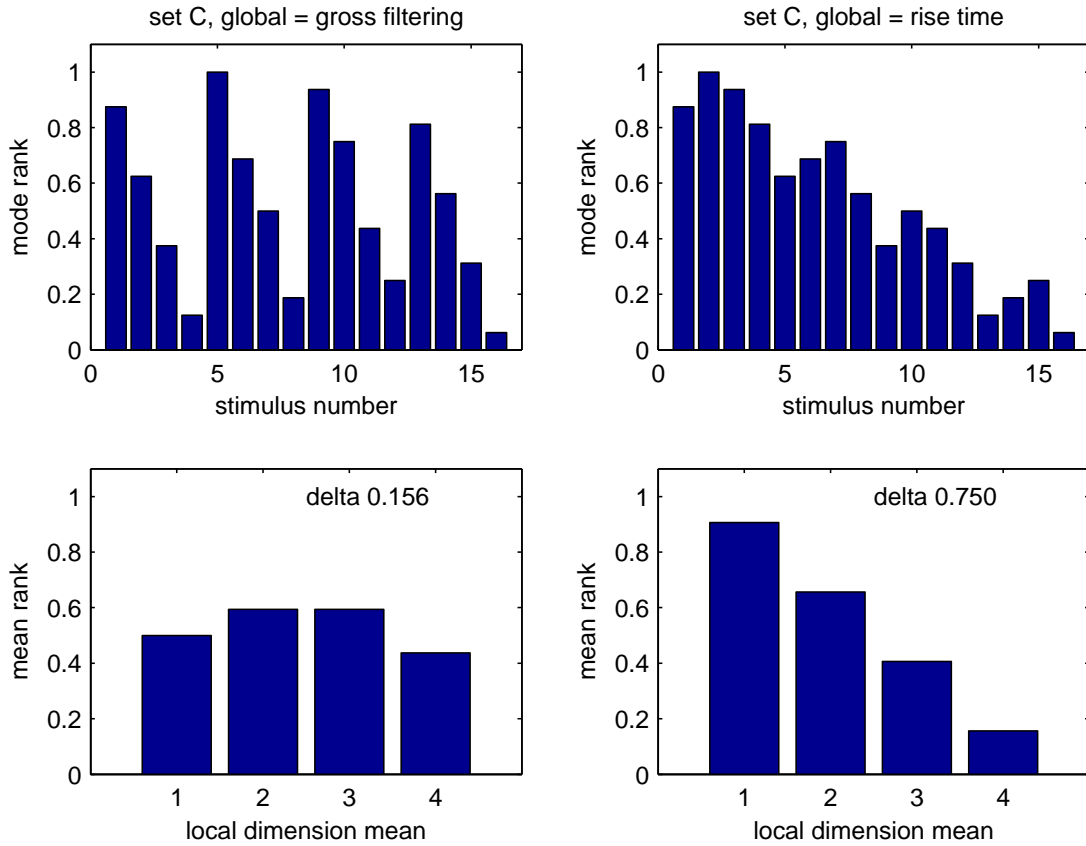 set C, global = gross filtering
1
0.8
0.6
0.4
0.2
0
mode rank
0 5 10 15
stimulus number
set C, global = rise time
1
0.8
0.6
0.4
0.2
0
mode rank
0 5 10 15
stimulus number
delta 0.156
1
0.8
0.6
0.4
0.2
0
mean rank
1 2 3 4
local dimension mean
delta 0.750
1
0.8
0.6
0.4
0.2
0
mean rank
1 2 3 4
local dimension mean